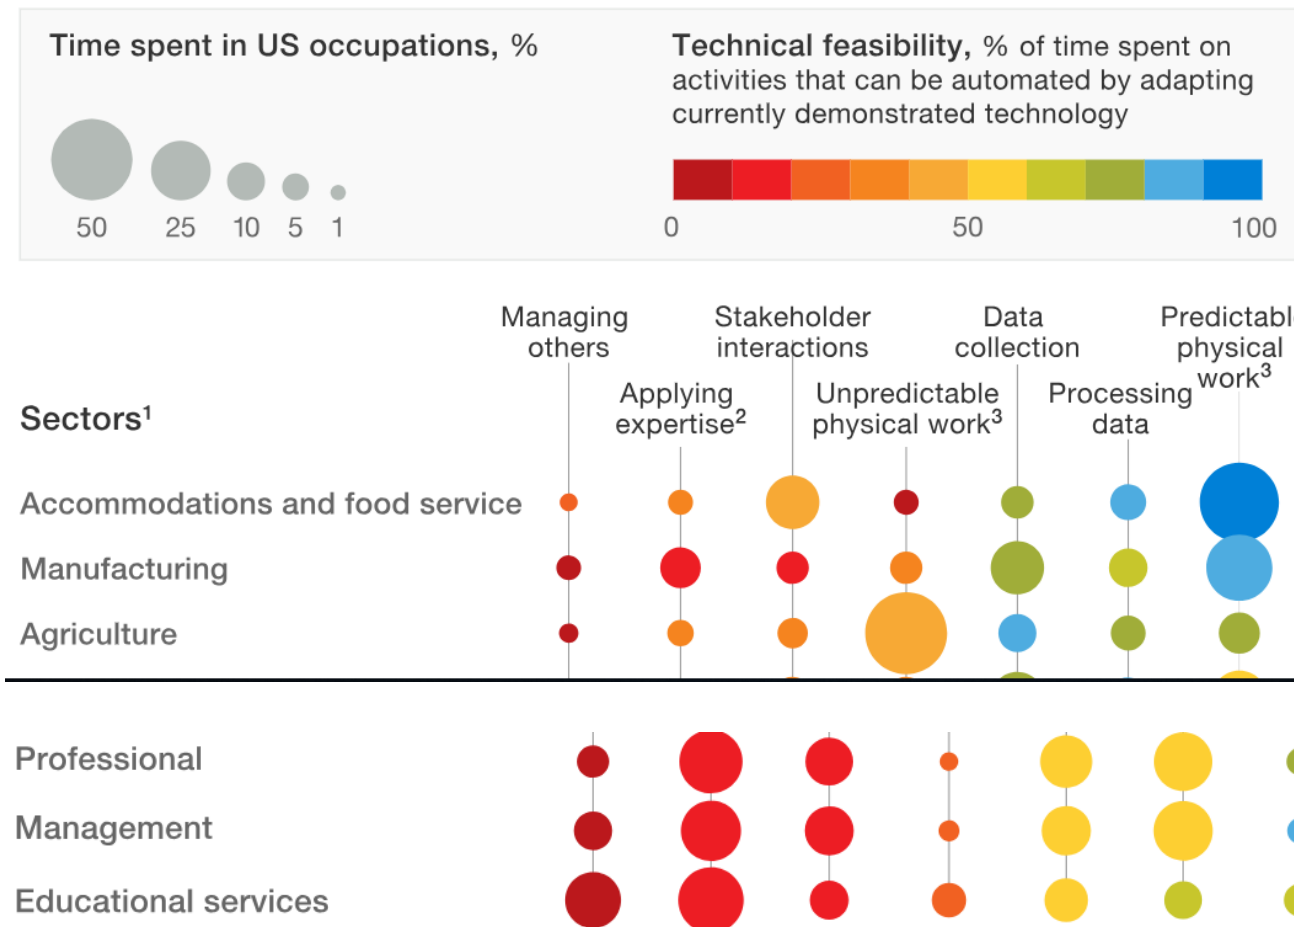 Time spent in US occupations, %
50 25 10 5 1
Technical feasibility, % of time spent on
activities that can be automated by adapting
currently demonstrated technology
0 50 100
Managing
others
Applying
expertise²
Stakeholder
interactions
Unpredictable
physical work³
Data
collection
Processing
data
Predictabl
physical
work³
Sectors¹
Accommodations and food service
Manufacturing
Agriculture
Professional
Management
Educational services